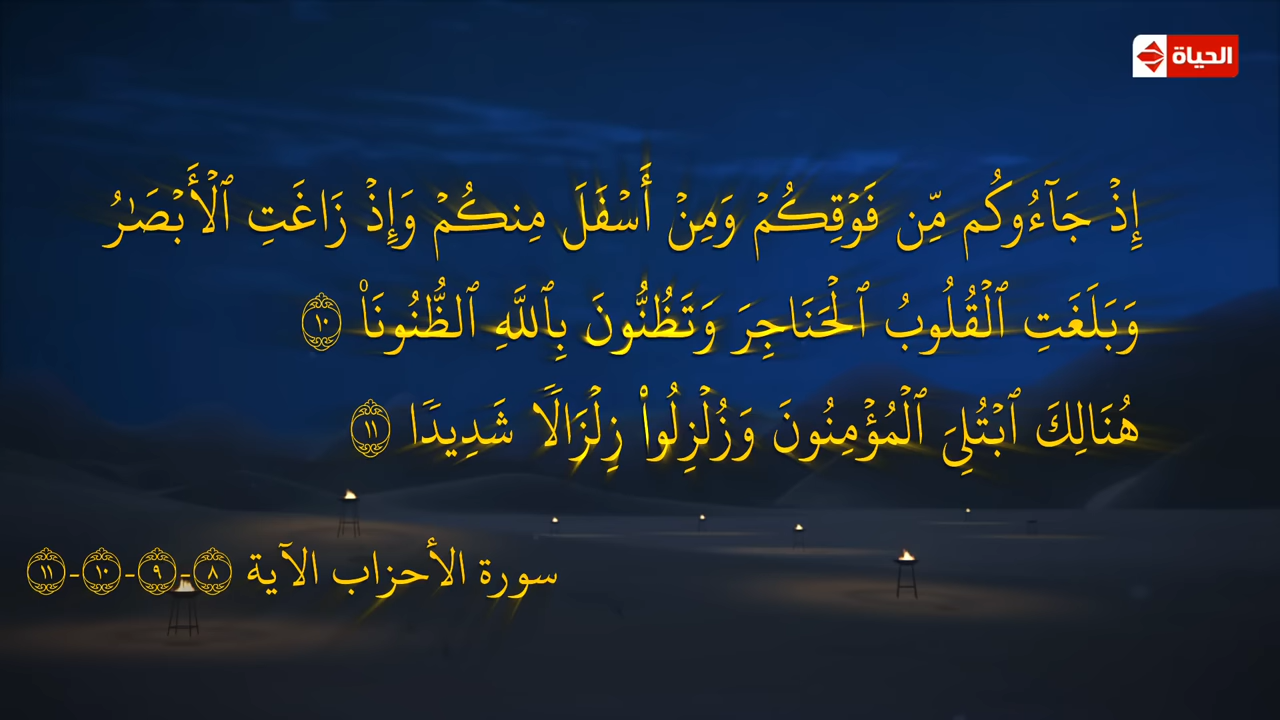 الحياة
إِذْ جَآءُوكُم مِّن فَوْقِكُمْ وَمِنْ أَسْفَلَ مِنكُمْ وَإِذْ زَاغَتِ ٱلْأَبْصَـٰرُ
وَبَلَغَتِ ٱلْقُلُوبُ ٱلْحَنَاجِرَ وَتَظُنُّونَ بِٱللَّهِ ٱلظُّنُونَا۠ ١٠
هُنَالِكَ ٱبْتُلِىَ ٱلْمُؤْمِنُونَ وَزُلْزِلُوا۟ زِلْزَالًا شَدِيدًا ١١
سورة الأحزاب الآية ٨-٩-١٠-١١